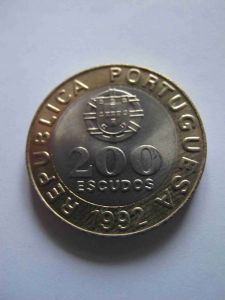 REPUBLICA PORTUGUESA
200
ESCUDOS
1992